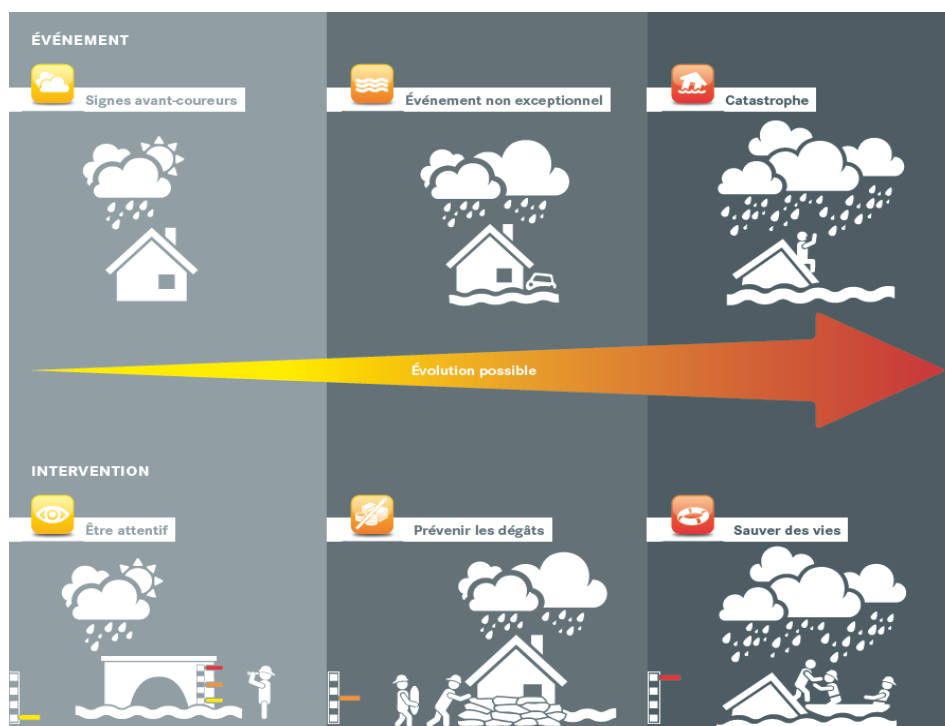 ÉVÉNEMENT
Signes avant-coureurs
Événement non exceptionnel
Catastrophe
Évolution possible
INTERVENTION
Être attentif
Prévenir les dégâts
Sauver des vies